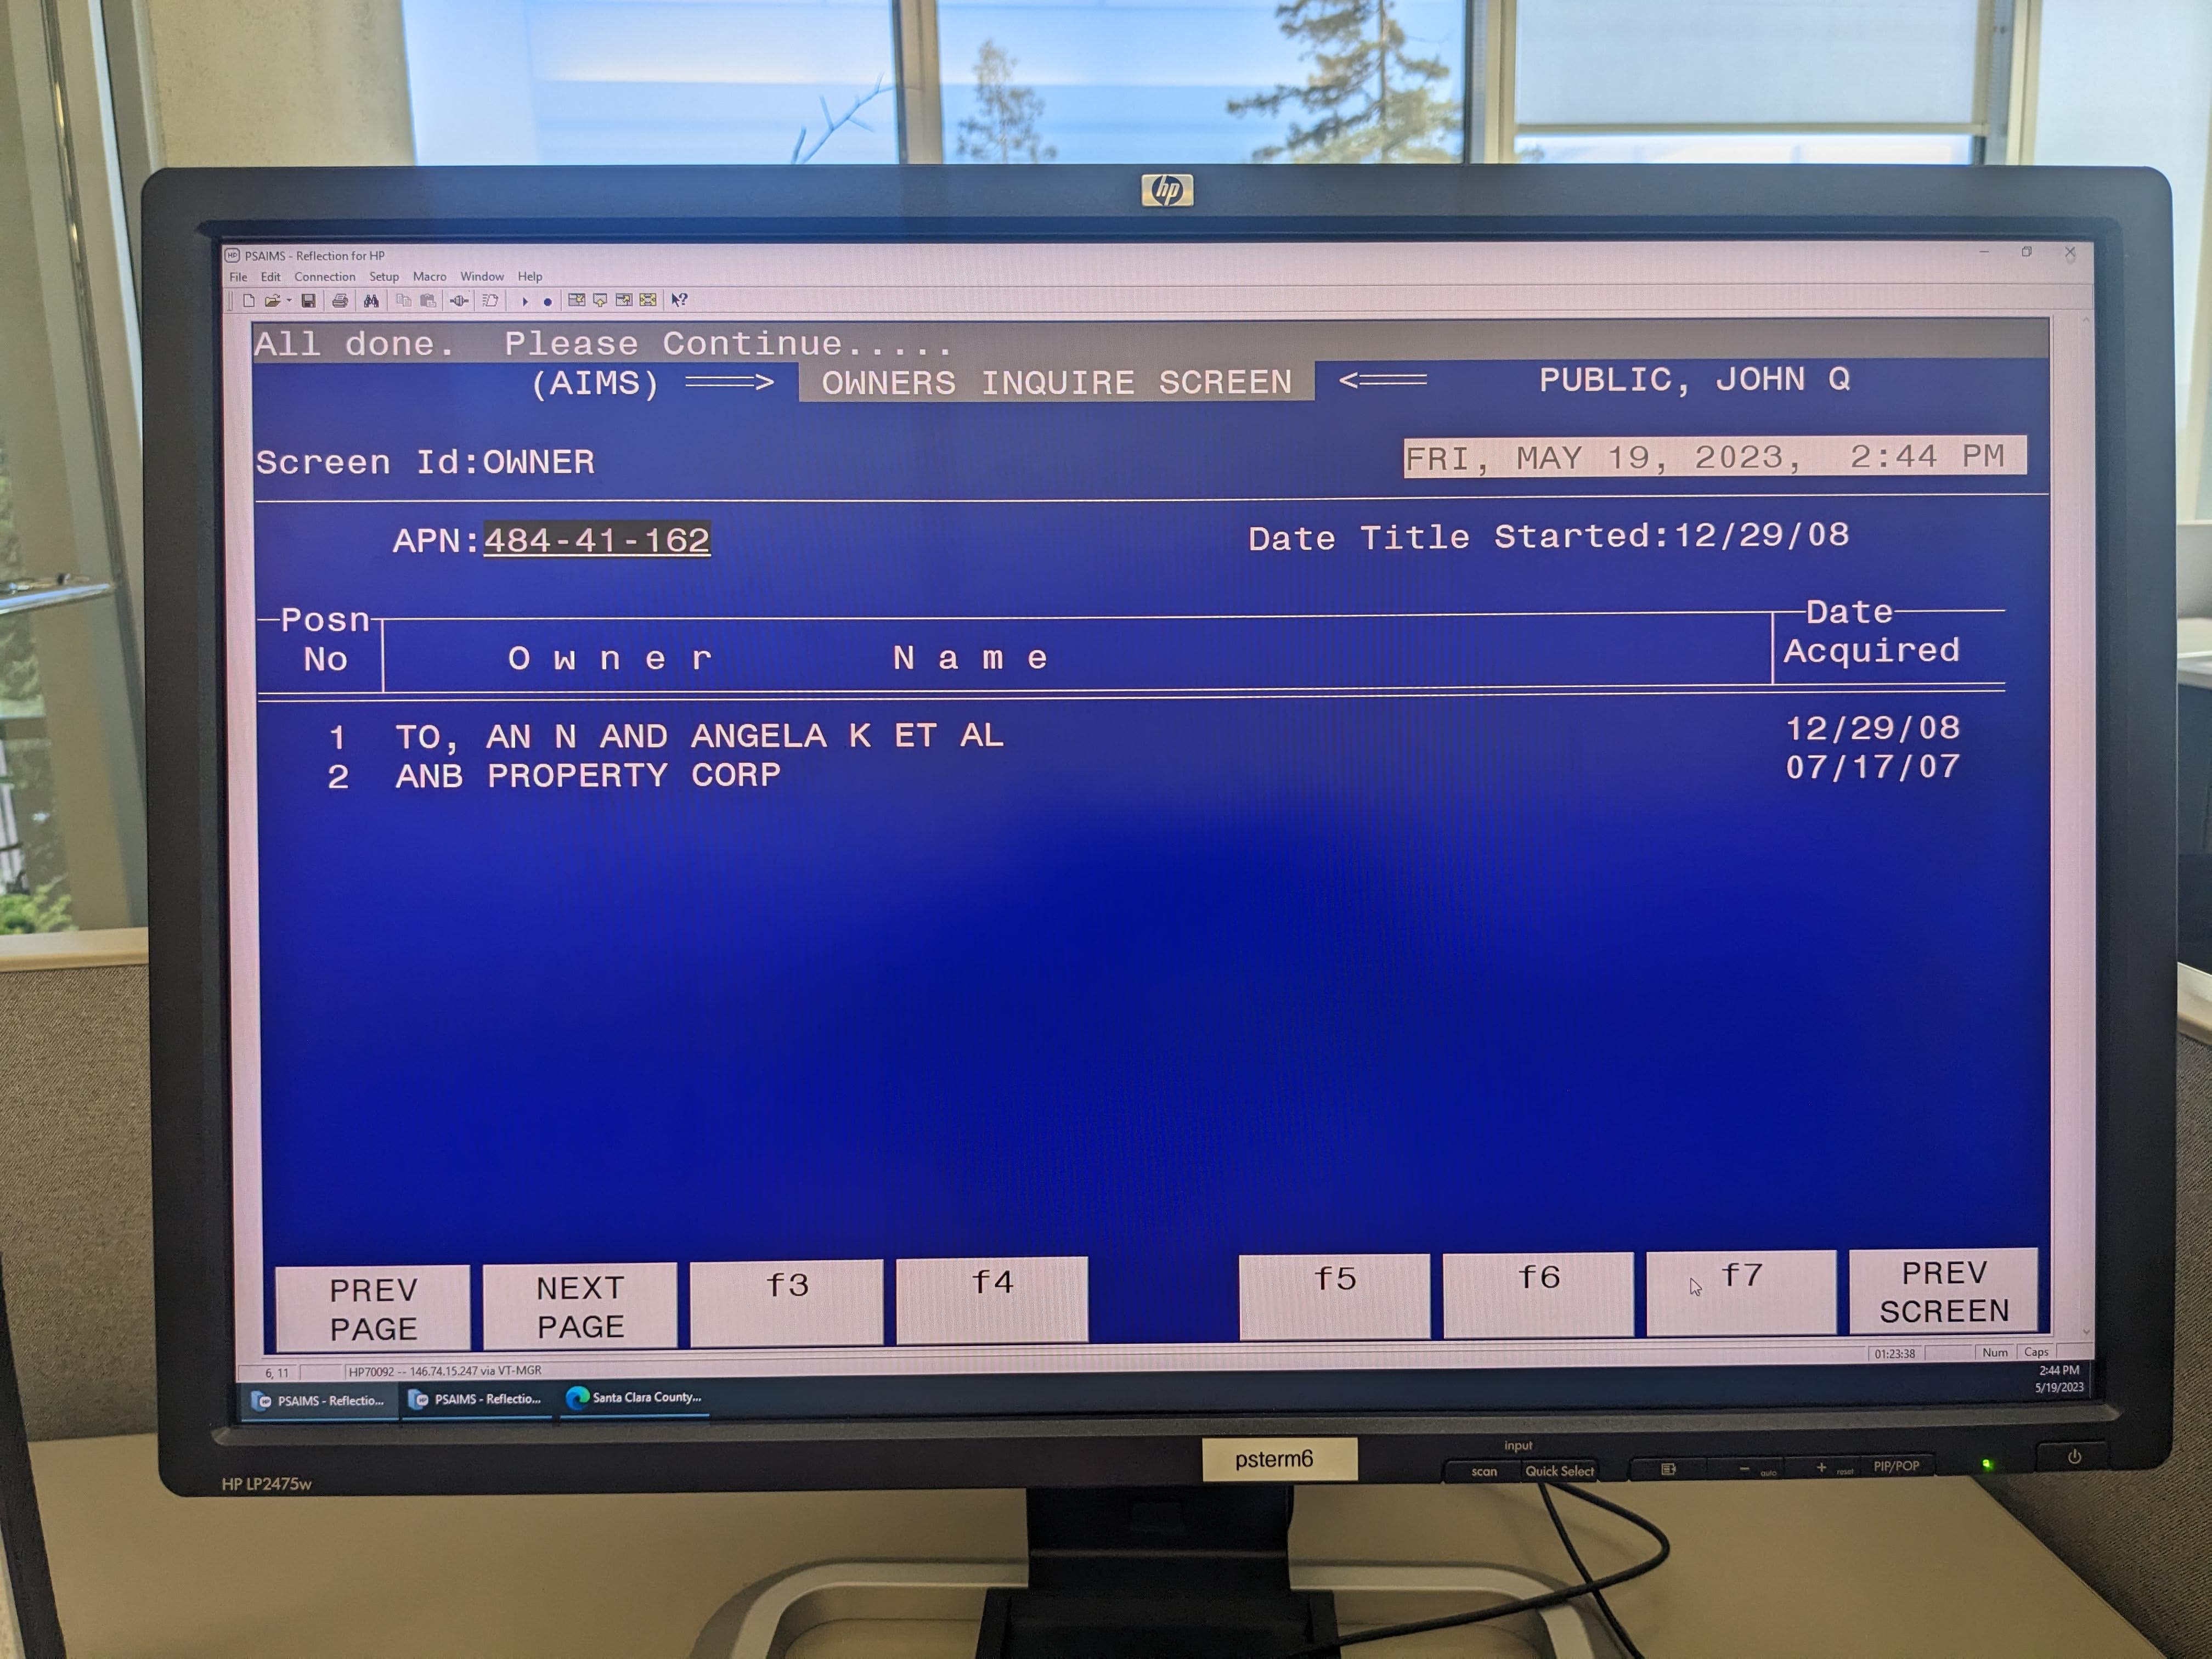 hp
PSAIMS - Reflection for HP
File Edit Connection Setup Macro Window Help
All done. Please Continue.....
(AIMS) ===> OWNERS INQUIRE SCREEN <=== PUBLIC, JOHN Q
Screen Id:OWNER FRI, MAY 19, 2023, 2:44 PM
APN:484-41-162 Date Title Started:12/29/08
Posn Date
No Owner Name Acquired
1 TO, AN N AND ANGELA K ET AL 12/29/08
2 ANB PROPERTY CORP 07/17/07
PREV NEXT f3 f4 f5 f6 f7 PREV
PAGE PAGE SCREEN
01:23:38 Num Caps
6, 11 HP70092 -- 146.74.15.247 via VT-MGR
2:44 PM
PSAIMS - Reflectio... PSAIMS - Reflectio... Santa Clara County... 5/19/2023
psterm6
input
scan Quick Select - auto + reset PIP/POP
HP LP2475w